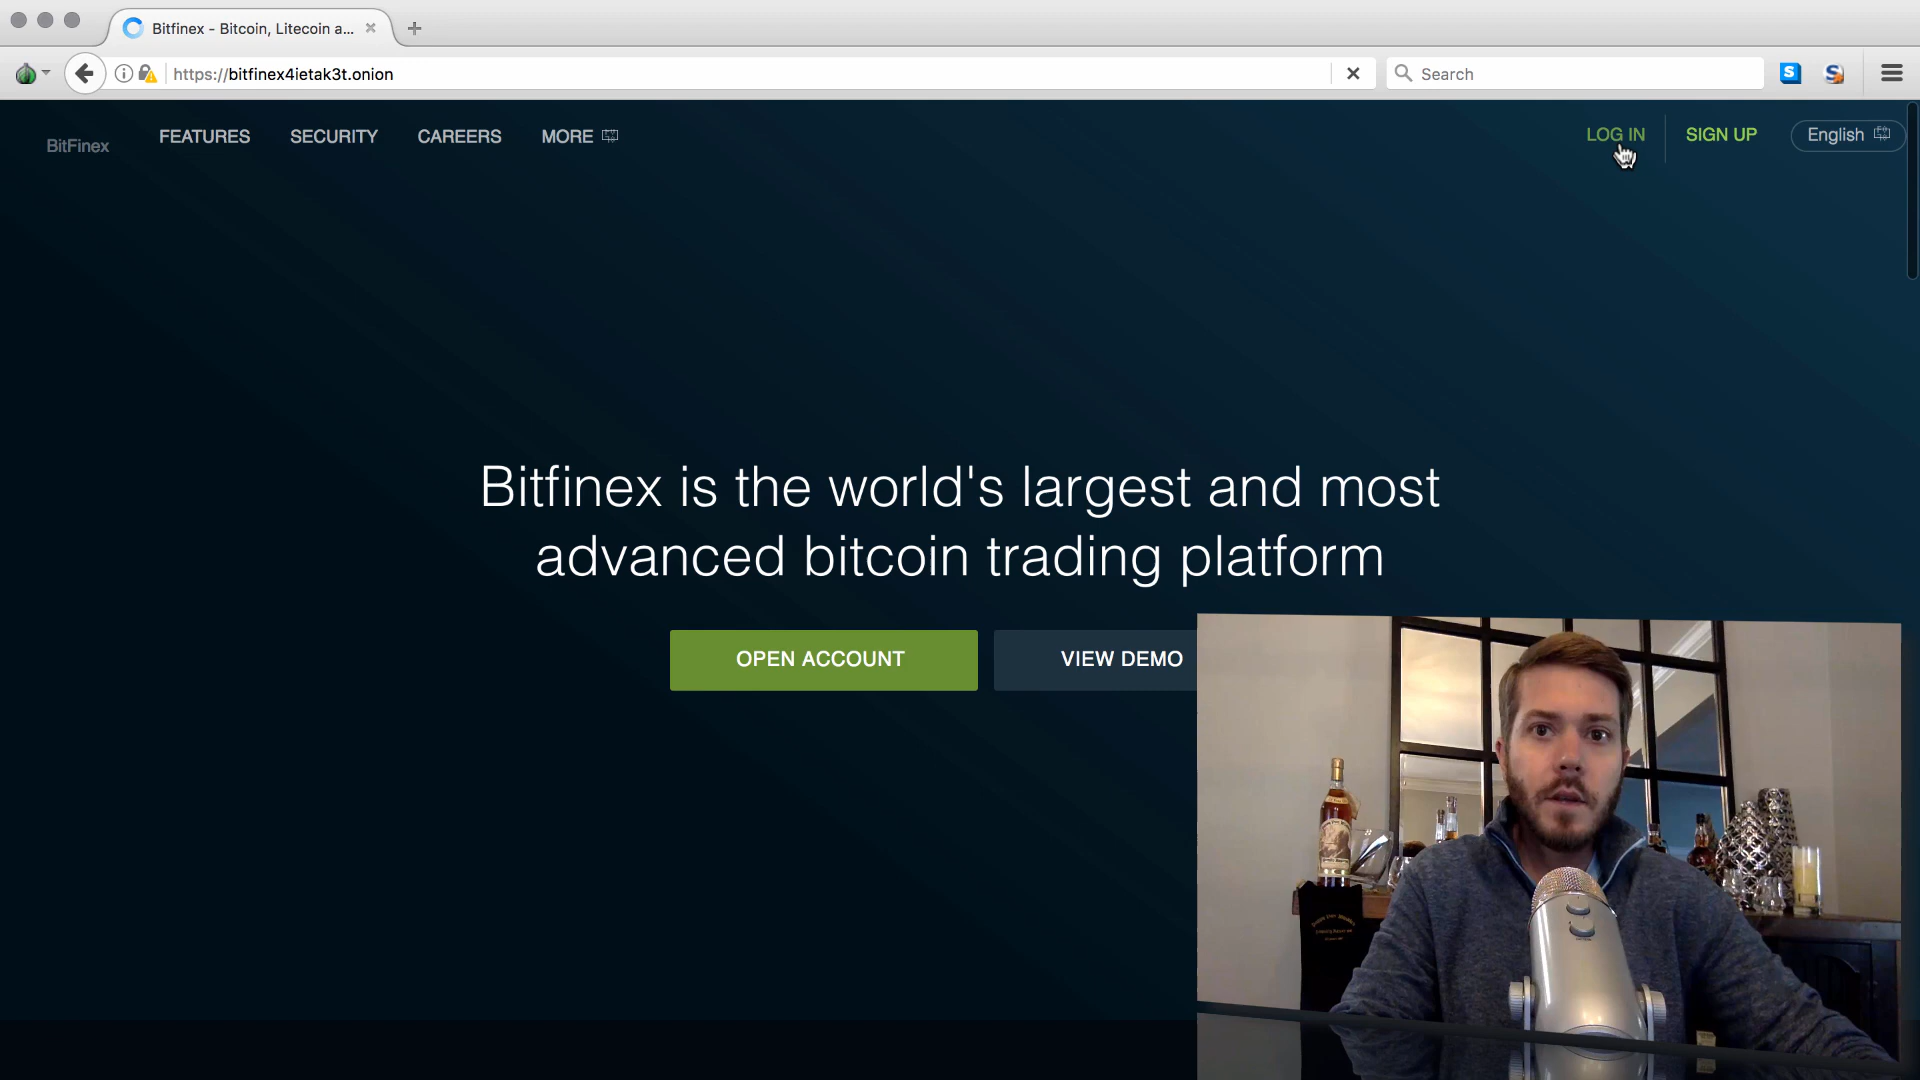 Bitfinex - Bitcoin, Litecoin a...
https://bitfinex4ietak3t.onion
Search
BitFinex
FEATURES
SECURITY
CAREERS
MORE
LOG IN
SIGN UP
English
Bitfinex is the world's largest and most
advanced bitcoin trading platform
OPEN ACCOUNT
VIEW DEMO